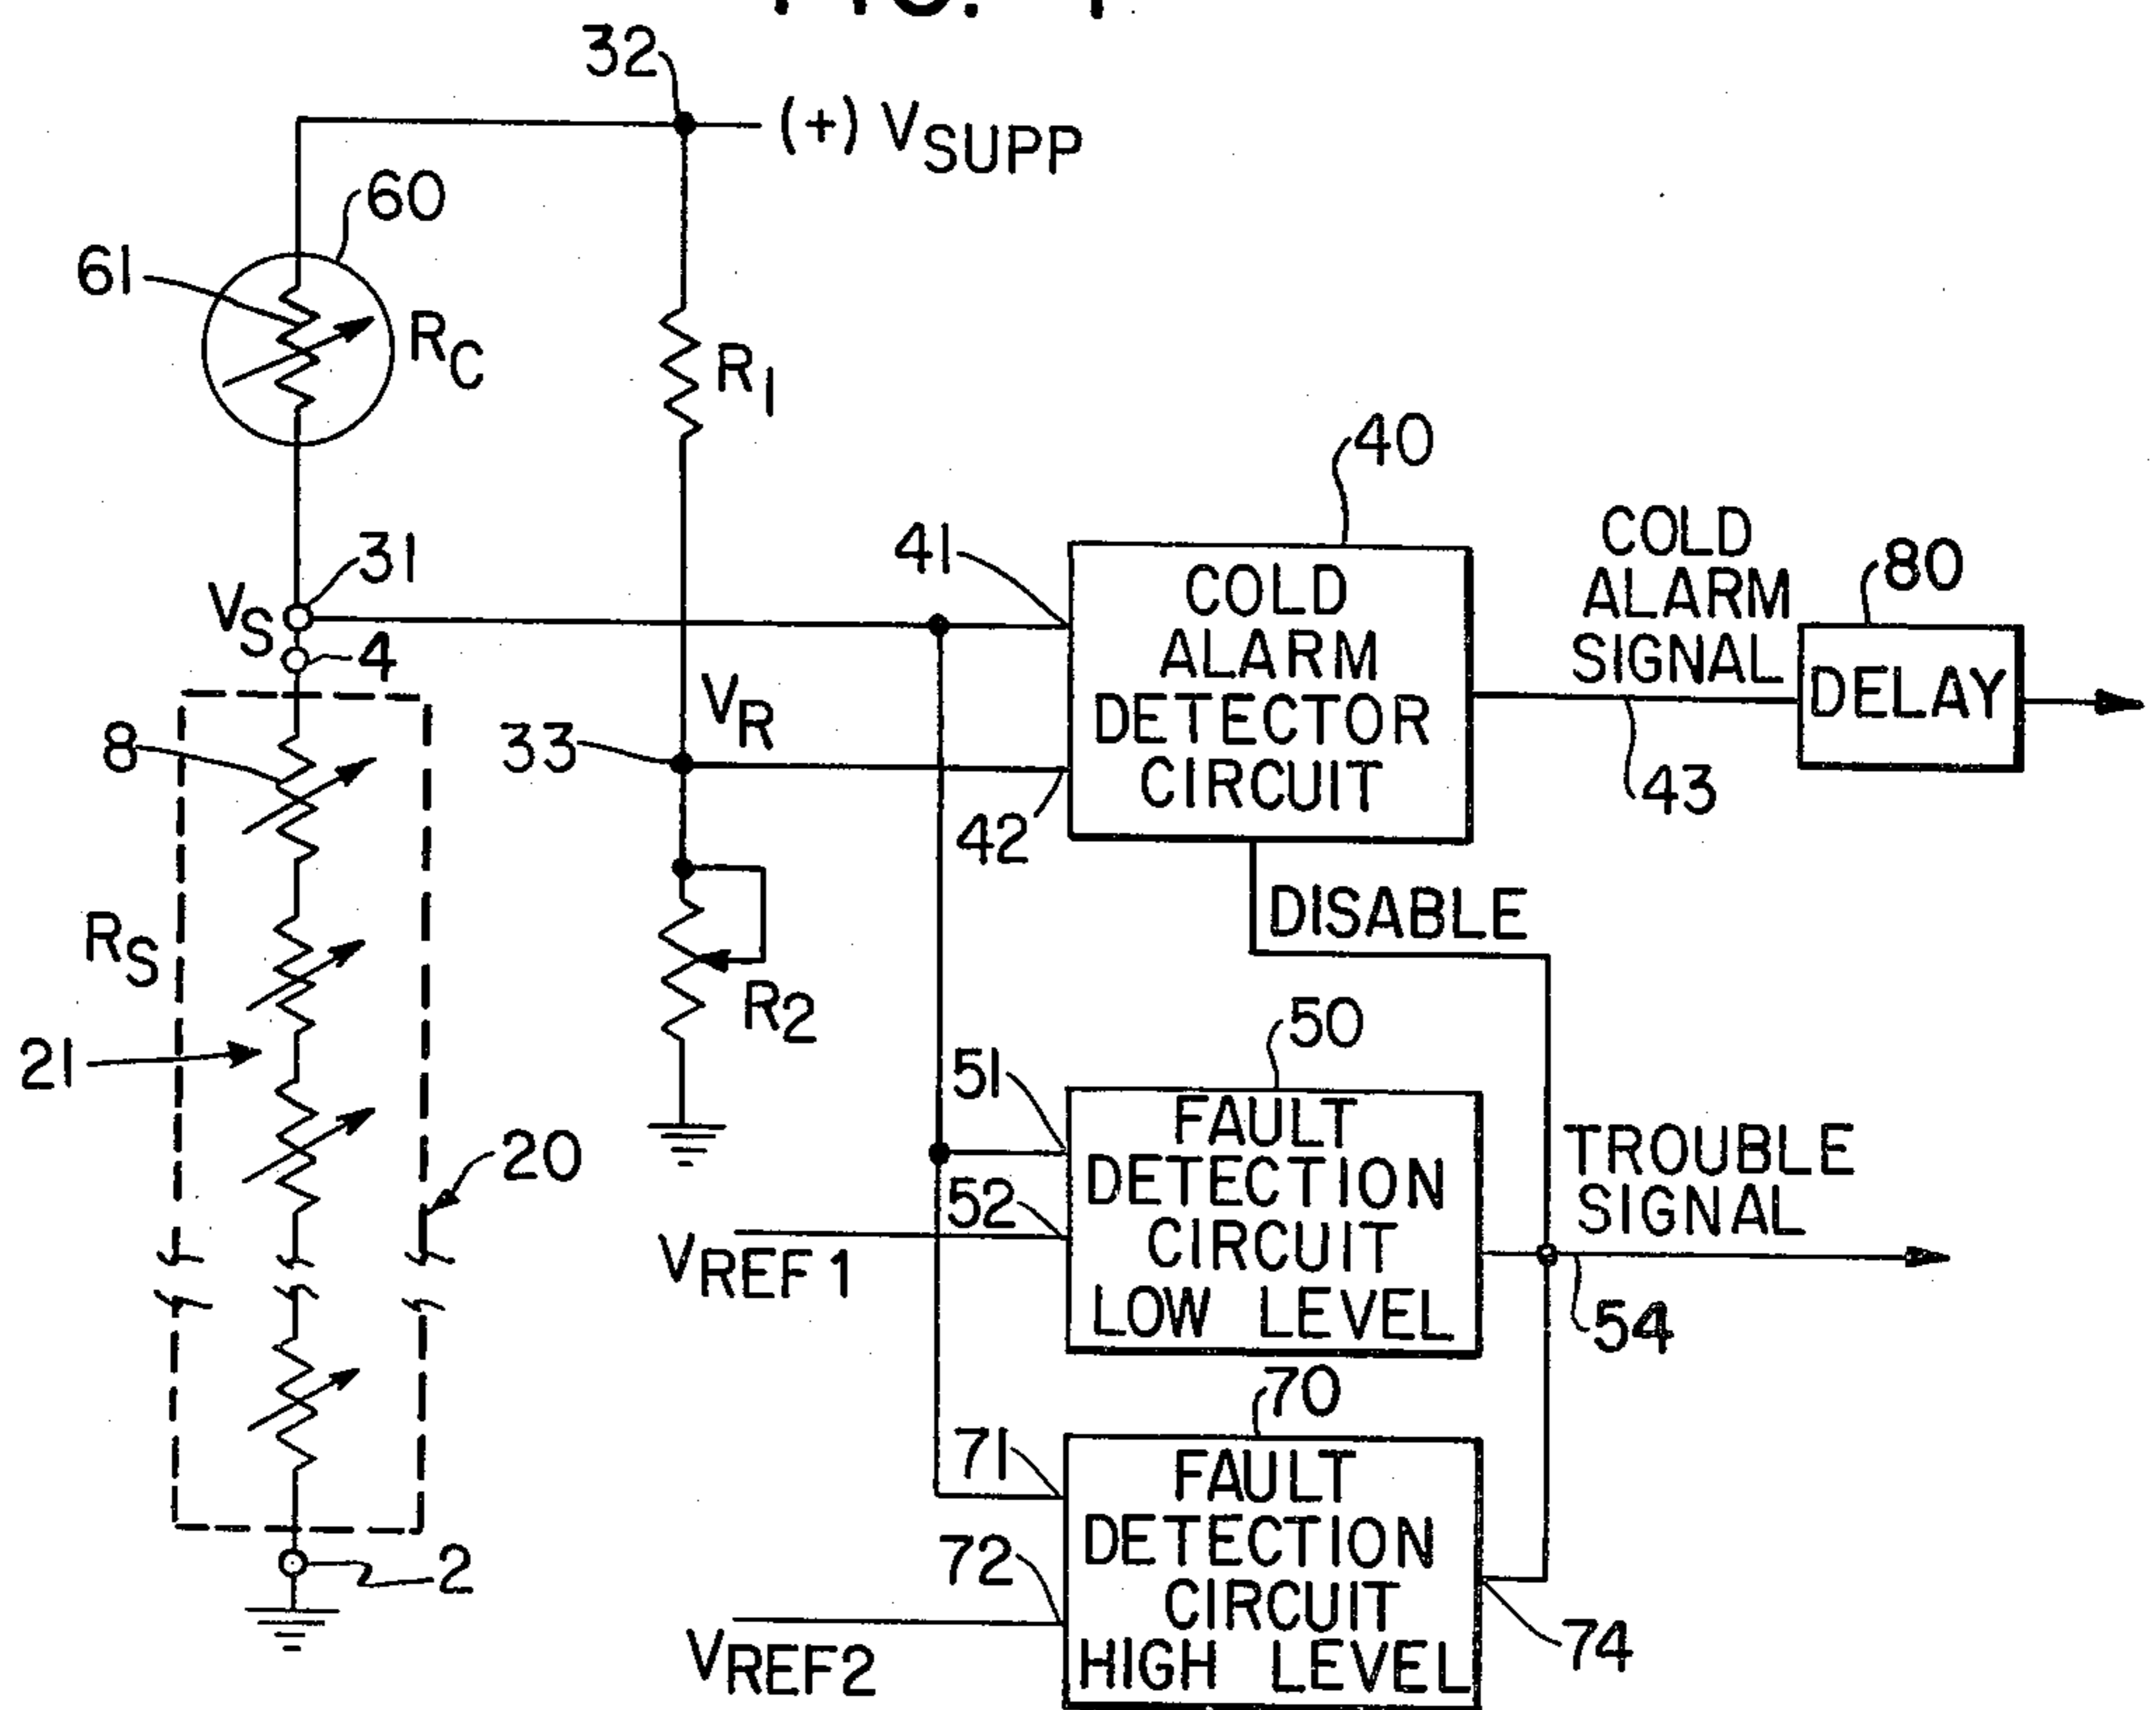 32
(+) VSUPP
60
61
RC
R1
40
41
COLD
ALARM
SIGNAL
80
31
VS
4
COLD
ALARM
DETECTOR
CIRCUIT
DELAY
VR
33
8
42
43
DISABLE
RS
R2
50
21
51
FAULT
DETECTION
CIRCUIT
LOW LEVEL
TROUBLE
SIGNAL
20
52
VREF1
54
70
71
FAULT
DETECTION
CIRCUIT
HIGH LEVEL
72
2
74
VREF2